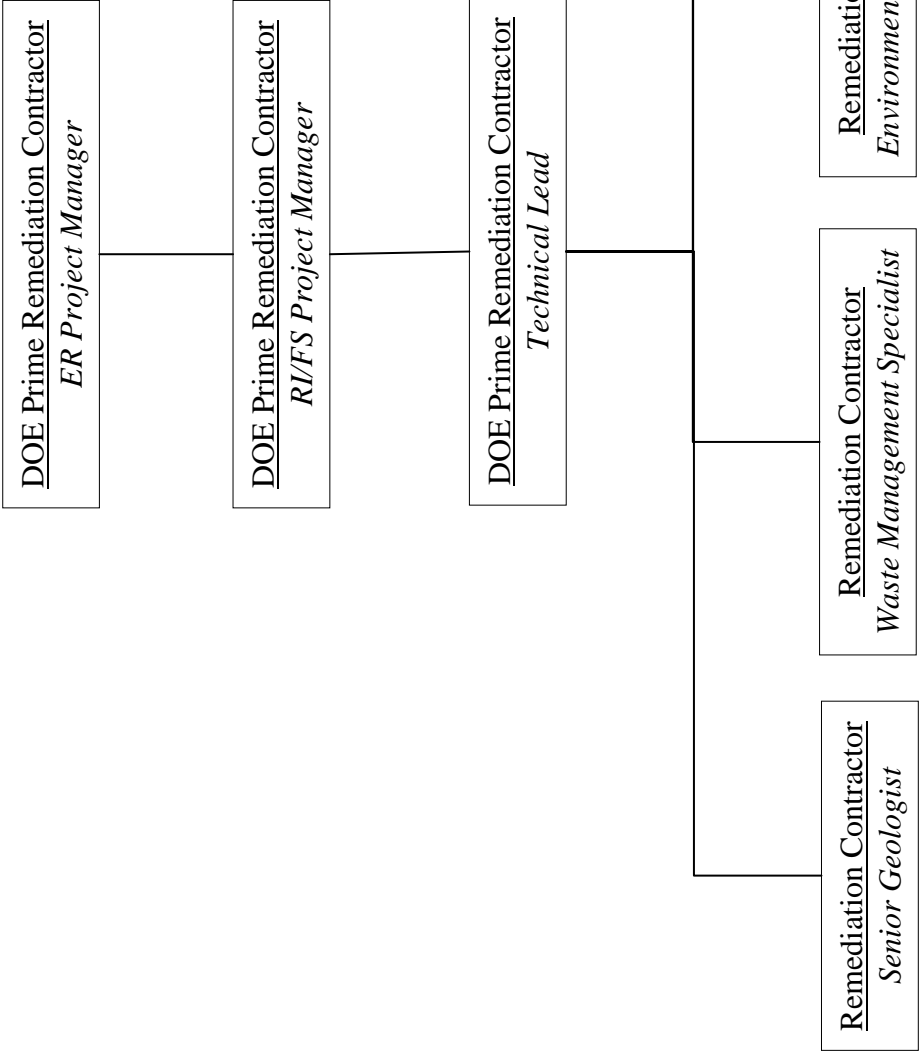 DOE Prime Remediation Contractor
ER Project Manager
DOE Prime Remediation Contractor
RI/FS Project Manager
DOE Prime Remediation Contractor
Technical Lead
Remediation Contractor
Senior Geologist
Remediation Contractor
Waste Management Specialist